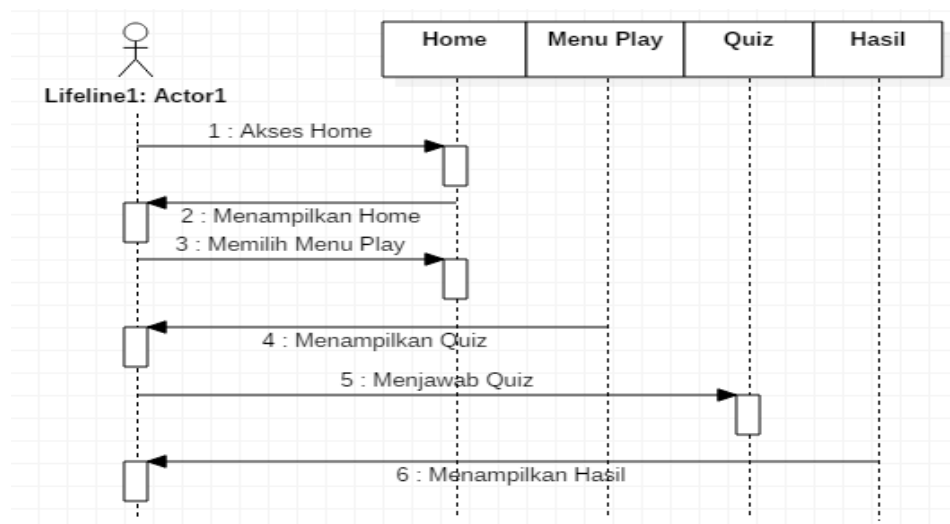 Home
Menu Play
Quiz
Hasil
Lifeline1: Actor1
1 : Akses Home
2 : Menampilkan Home
3 : Memilih Menu Play
4 : Menampilkan Quiz
5 : Menjawab Quiz
6 : Menampilkan Hasil